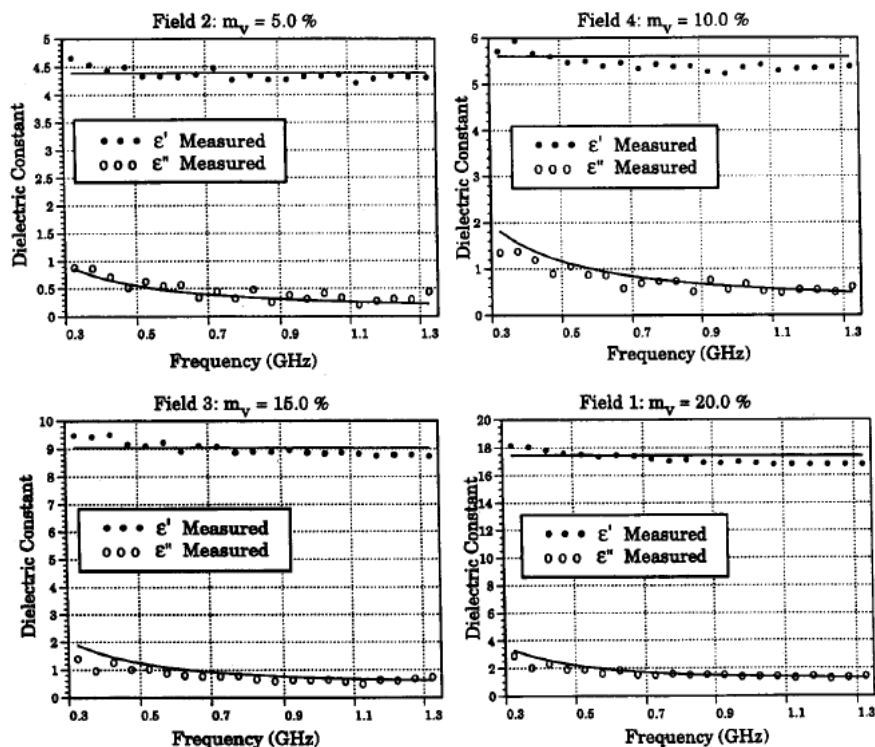 Field 2: m_v = 5.0 %
5
4.5
4
3.5
3
2.5
2
1.5
1
0.5
0
Dielectric Constant
ε' Measured
ε" Measured
0.3 0.5 0.7 0.9 1.1 1.3
Frequency (GHz)
Field 4: m_v = 10.0 %
6
5
4
3
2
1
0
Dielectric Constant
ε' Measured
ε" Measured
0.3 0.5 0.7 0.9 1.1 1.3
Frequency (GHz)
Field 3: m_v = 15.0 %
10
9
8
7
6
5
4
3
2
1
0
Dielectric Constant
ε' Measured
ε" Measured
0.3 0.5 0.7 0.9 1.1 1.3
Frequency (GHz)
Field 1: m_v = 20.0 %
20
18
16
14
12
10
8
6
4
2
0
Dielectric Constant
ε' Measured
ε" Measured
0.3 0.5 0.7 0.9 1.1 1.3
Frequency (GHz)